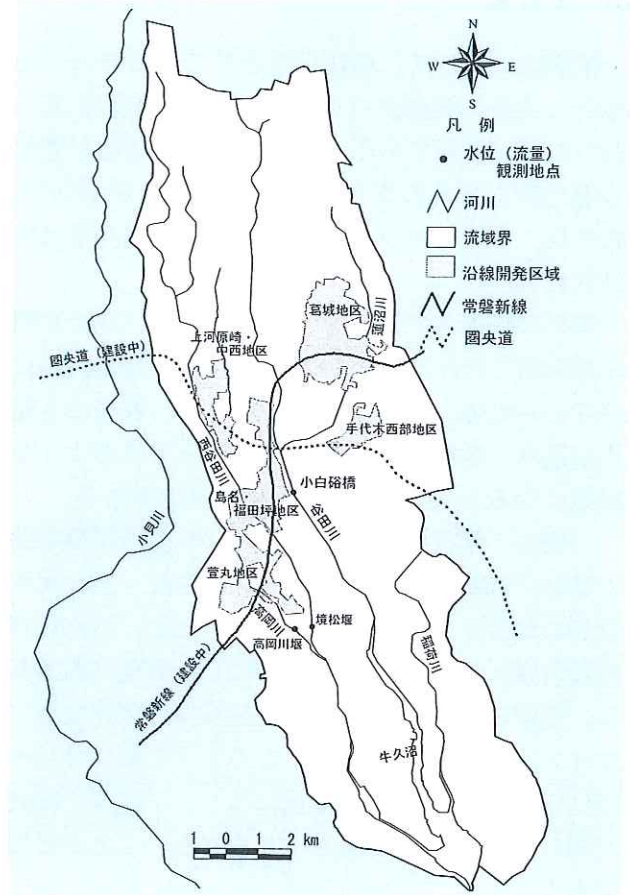 N
W E
S
凡 例
水位（流量）
観測地点
河川
流域界
沿線開発区域
常磐新線
圏央道
葛城地区
蓮沼川
上河原崎・
中西地区
圏央道（建設中）
手代木西部地区
西谷田川
小白硲橋
島名・
福田坪地区
谷田川
小貝川
萱丸地区
境松堰
高岡川
高岡川堰
稲荷川
常磐新線（建設中）
牛久沼
1 0 1 2 km